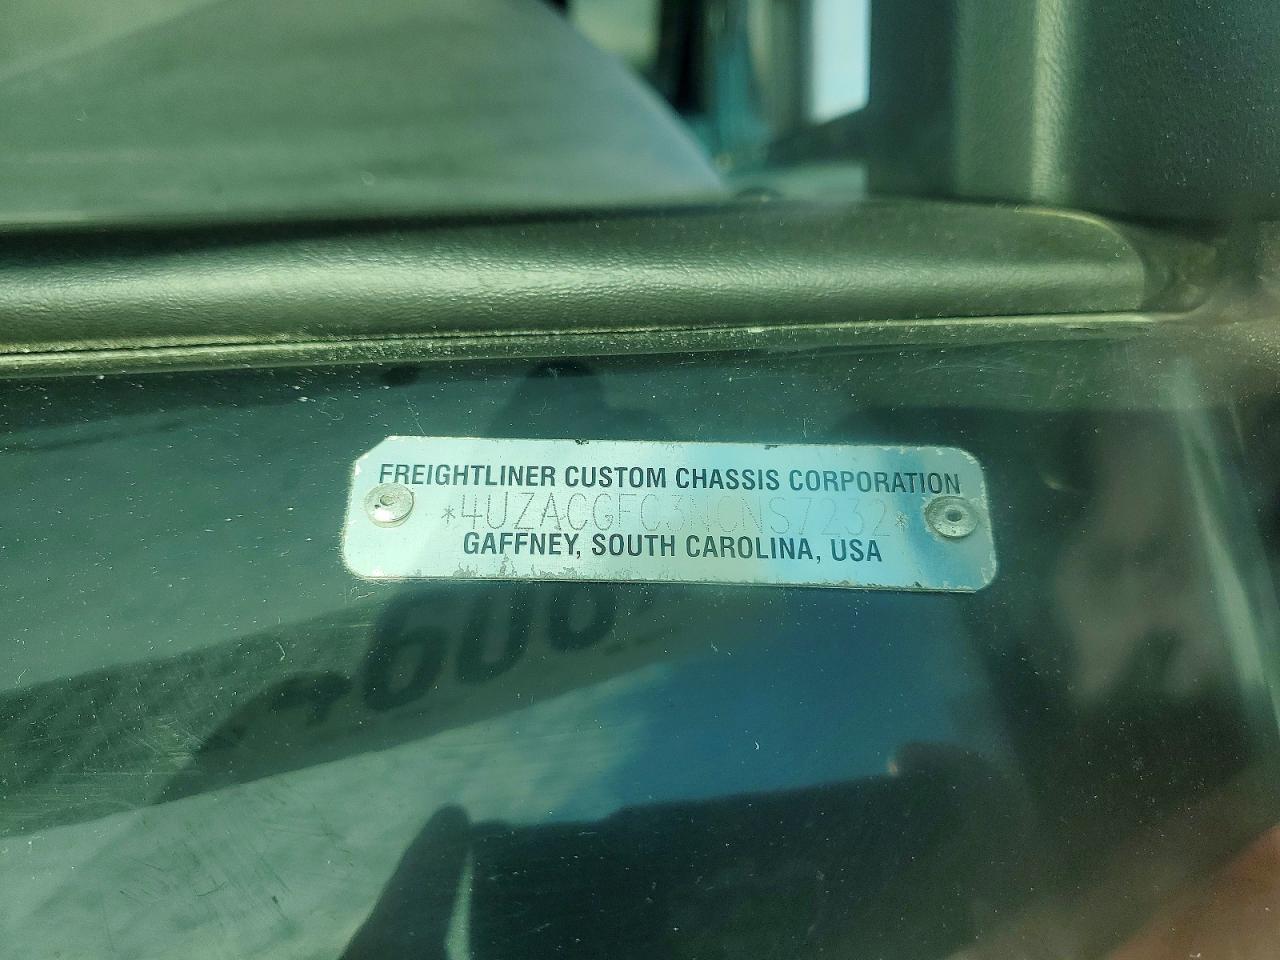 FREIGHTLINER CUSTOM CHASSIS CORPORATION
*4UZACGFC3NCNS7232*
GAFFNEY, SOUTH CAROLINA, USA